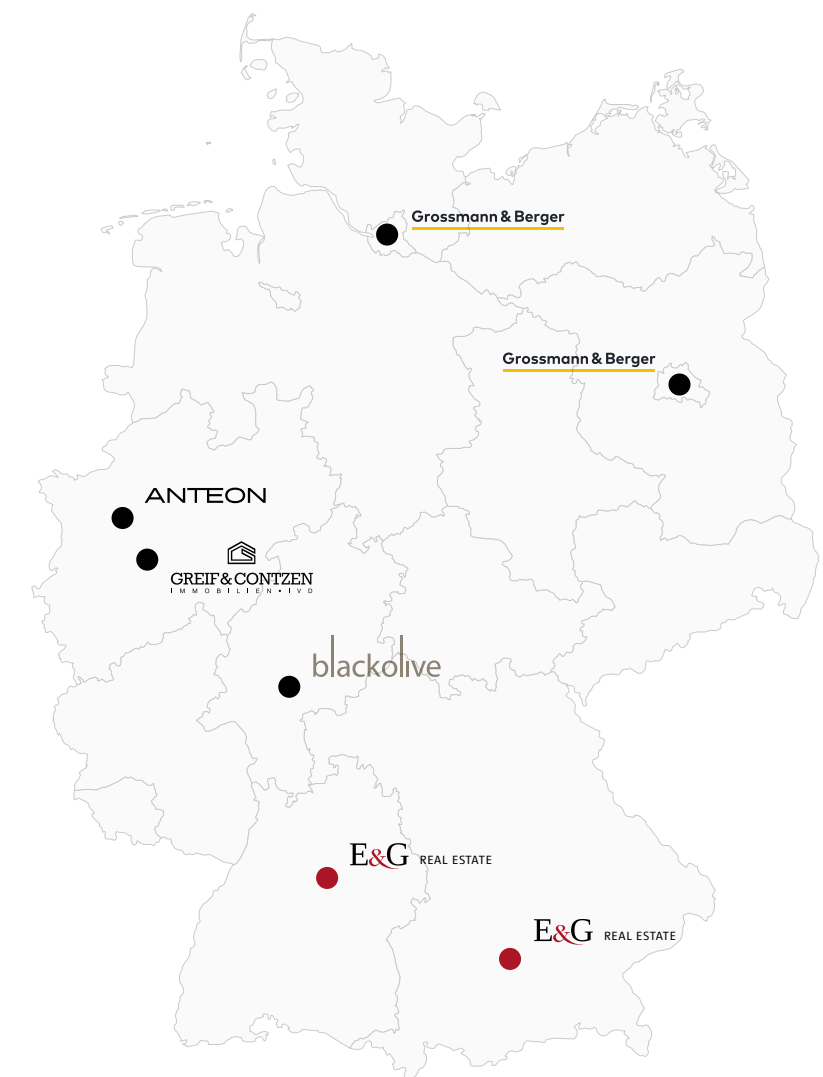 Grossmann & Berger
Grossmann & Berger
ANTEON
GREIF & CONTZEN
IMMOBILIEN • IVD
blackolive
E&G REAL ESTATE
E&G REAL ESTATE